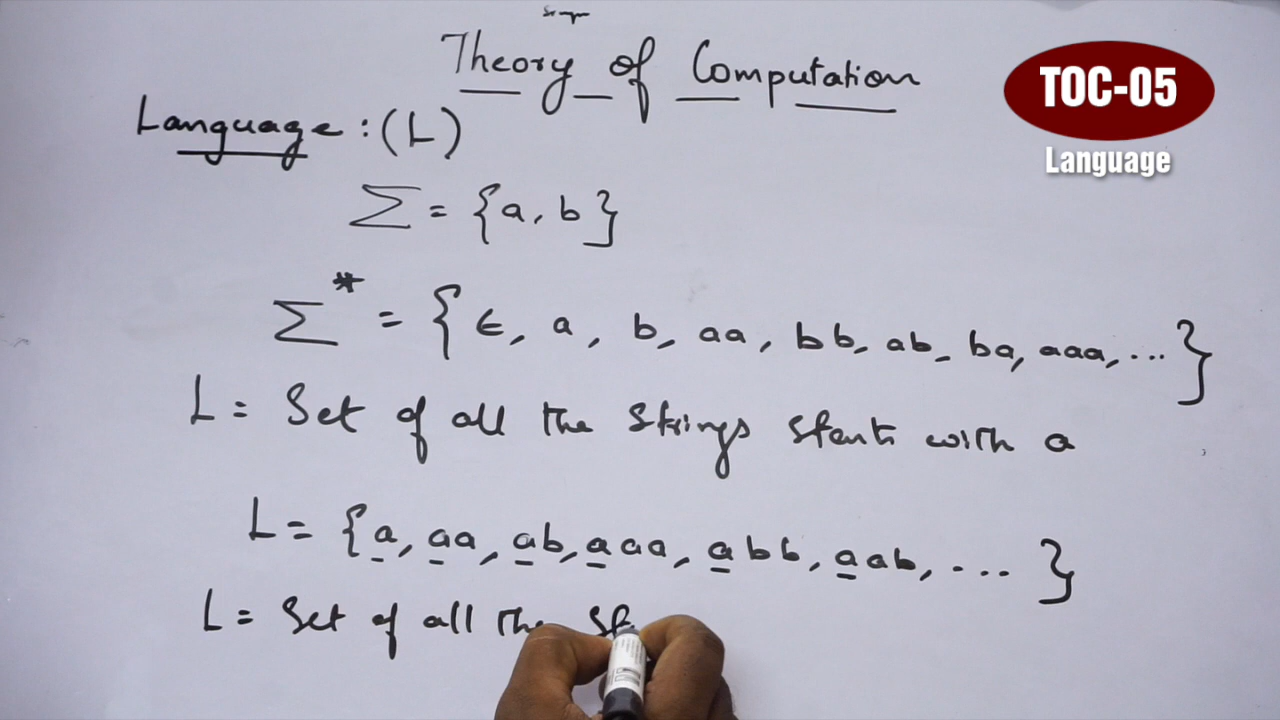 Theory of Computation
TOC-05
Language
Language : (L)
Σ = {a, b}
Σ* = {ϵ, a, b, aa, bb, ab, ba, aaa, ...}
L = Set of all the strings starts with a
L = {a, aa, ab, aaa, abb, aab, ... }
L = Set of all the st